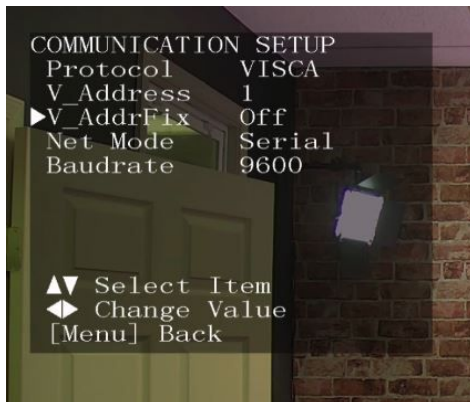 COMMUNICATION SETUP
Protocol VISCA
V_Address 1
▶V_AddrFix Off
Net Mode Serial
Baudrate 9600
▲▼ Select Item
◀▶ Change Value
[Menu] Back